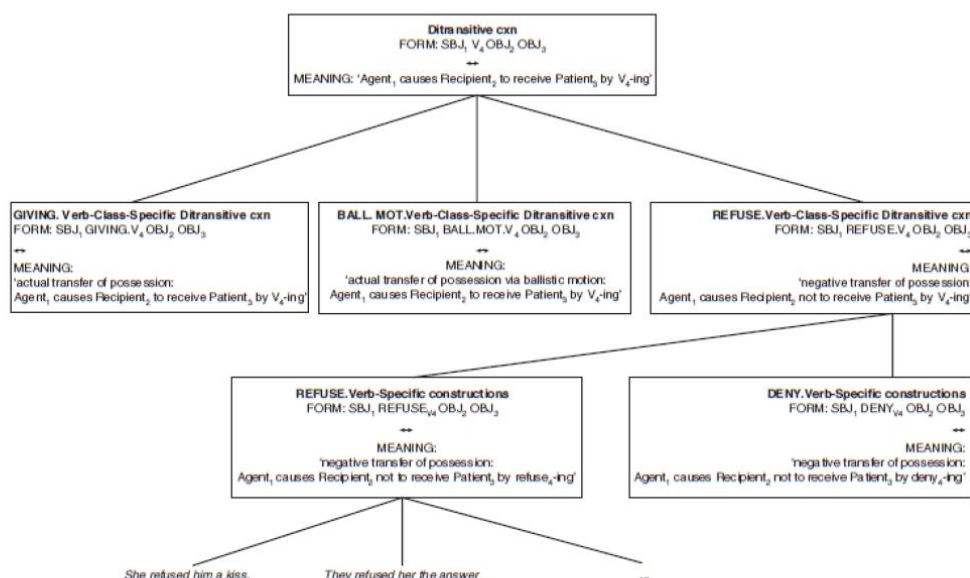 Ditransitive cxn
FORM: SBJ₁ V₄ OBJ₂ OBJ₃
↔
MEANING: ‘Agent₁ causes Recipient₂ to receive Patient₃ by V₄-ing’
GIVING. Verb-Class-Specific Ditransitive cxn
FORM: SBJ₁ GIVING.V₄ OBJ₂ OBJ₃
↔
MEANING:
‘actual transfer of possession:
Agent₁ causes Recipient₂ to receive Patient₃ by V₄-ing’
BALL. MOT.Verb-Class-Specific Ditransitive cxn
FORM: SBJ₁ BALL.MOT.V₄ OBJ₂ OBJ₃
↔
MEANING:
‘actual transfer of possession via ballistic motion:
Agent₁ causes Recipient₂ to receive Patient₃ by V₄-ing’
REFUSE.Verb-Class-Specific Ditransitive cxn
FORM: SBJ₁ REFUSE.V₄ OBJ₂ OBJ₃
↔
MEANING:
‘negative transfer of possession:
Agent₁ causes Recipient₂ not to receive Patient₃ by V₄-ing’
REFUSE.Verb-Specific constructions
FORM: SBJ₁ REFUSE_V4 OBJ₂ OBJ₃
↔
MEANING:
‘negative transfer of possession:
Agent₁ causes Recipient₂ not to receive Patient₃ by refuse₄-ing’
DENY.Verb-Specific constructions
FORM: SBJ₁ DENY_V4 OBJ₂ OBJ₃
↔
MEANING:
‘negative transfer of possession:
Agent₁ causes Recipient₂ not to receive Patient₃ by deny₄-ing’
She refused him a kiss.
They refused her the answer